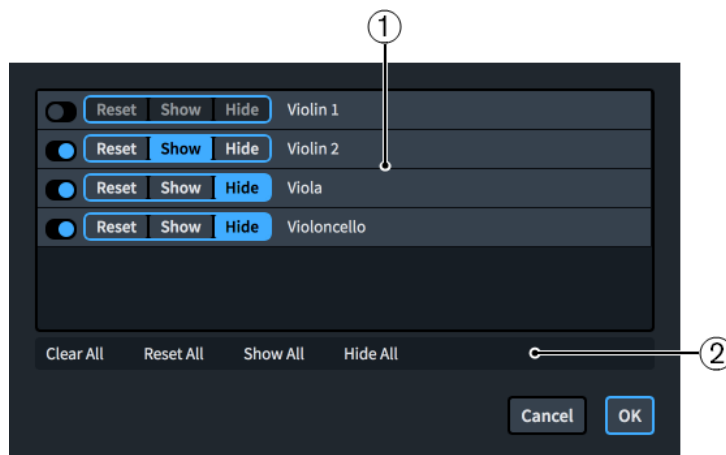 1
Reset Show Hide Violin 1
Reset Show Hide Violin 2
Reset Show Hide Viola
Reset Show Hide Violoncello
Clear All Reset All Show All Hide All
2
Cancel OK